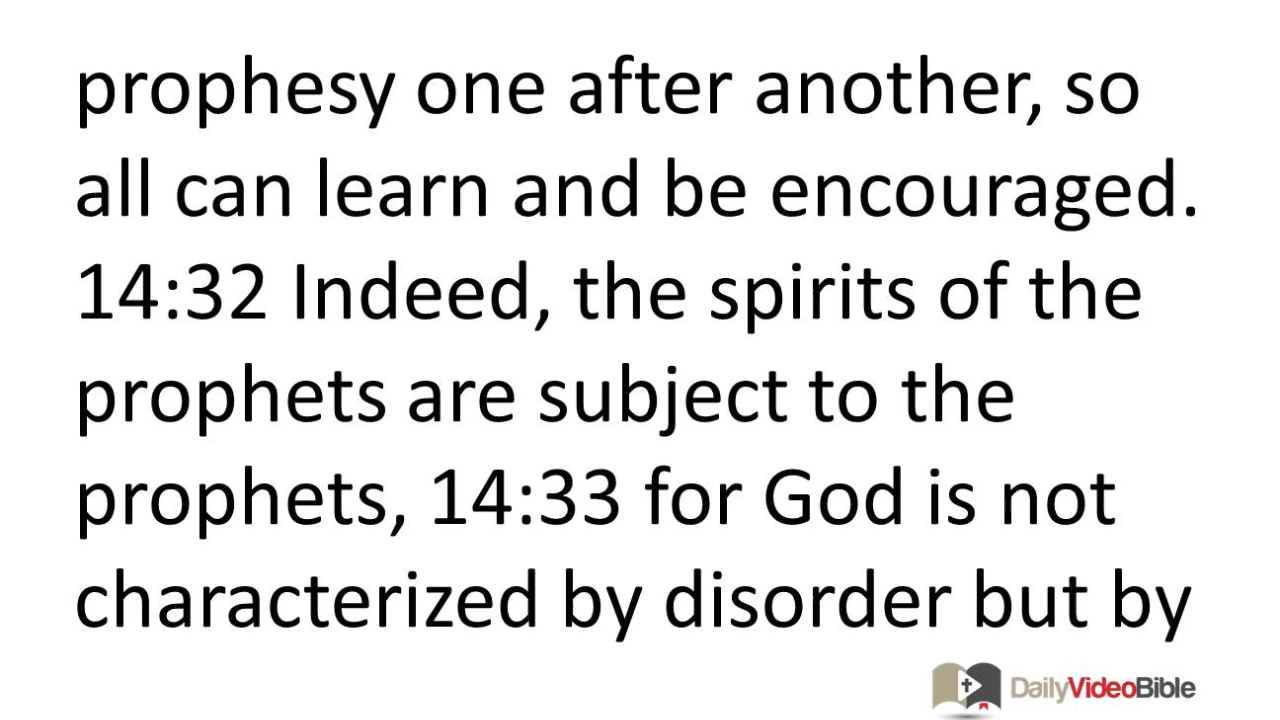 prophesy one after another, so
all can learn and be encouraged.
14:32 Indeed, the spirits of the
prophets are subject to the
prophets, 14:33 for God is not
characterized by disorder but by
DailyVideoBible